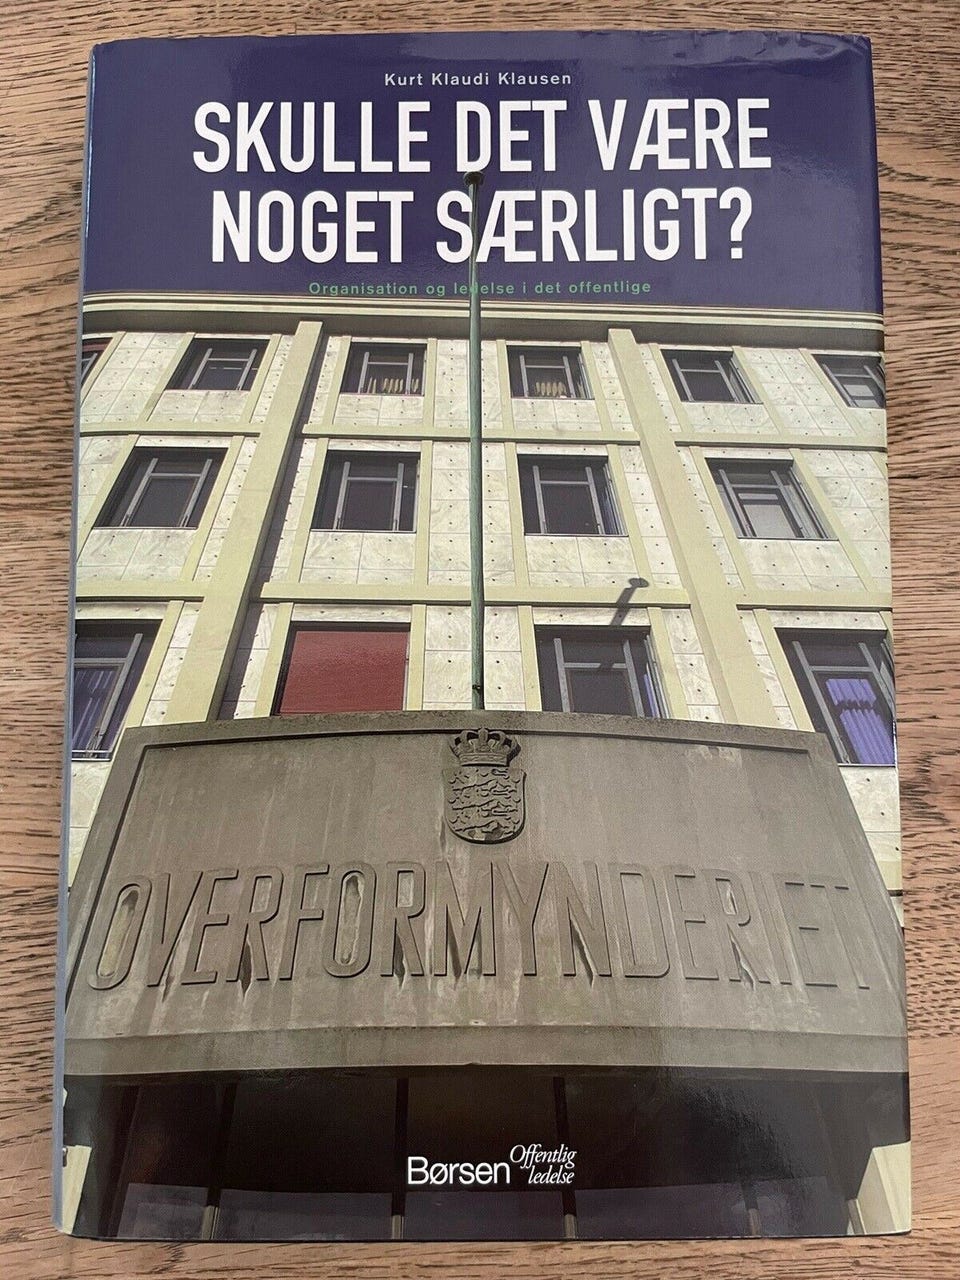 Kurt Klaudi Klausen
SKULLE DET VÆRE
NOGET SÆRLIGT?
Organisation og ledelse i det offentlige
OVERFORMYNDERIET
Børsen Offentlig
ledelse